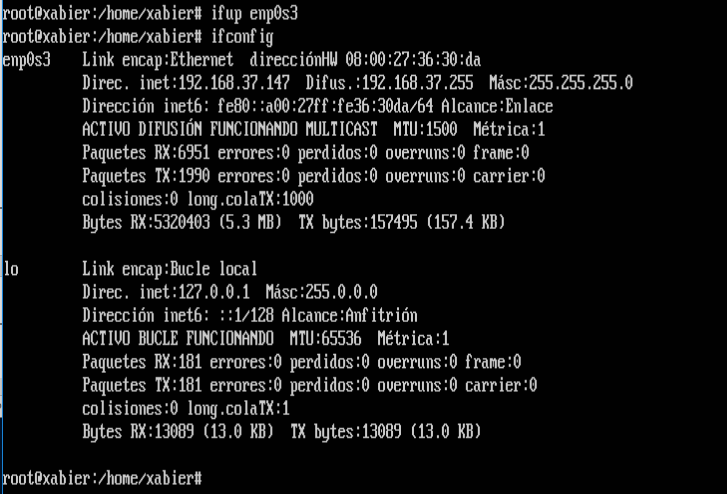 root@xabier:/home/xabier# ifup enp0s3
root@xabier:/home/xabier# ifconfig
enp0s3    Link encap:Ethernet  direcciónHW 08:00:27:36:30:da
          Direc. inet:192.168.37.147  Difus.:192.168.37.255  Másc:255.255.255.0
          Dirección inet6: fe80::a00:27ff:fe36:30da/64 Alcance:Enlace
          ACTIVO DIFUSIÓN FUNCIONANDO MULTICAST  MTU:1500  Métrica:1
          Paquetes RX:6951 errores:0 perdidos:0 overruns:0 frame:0
          Paquetes TX:1990 errores:0 perdidos:0 overruns:0 carrier:0
          colisiones:0 long.colaTX:1000
          Bytes RX:5320403 (5.3 MB)  TX bytes:157495 (157.4 KB)

lo        Link encap:Bucle local
          Direc. inet:127.0.0.1  Másc:255.0.0.0
          Dirección inet6: ::1/128 Alcance:Anfitrión
          ACTIVO BUCLE FUNCIONANDO  MTU:65536  Métrica:1
          Paquetes RX:181 errores:0 perdidos:0 overruns:0 frame:0
          Paquetes TX:181 errores:0 perdidos:0 overruns:0 carrier:0
          colisiones:0 long.colaTX:1
          Bytes RX:13089 (13.0 KB)  TX bytes:13089 (13.0 KB)

root@xabier:/home/xabier#